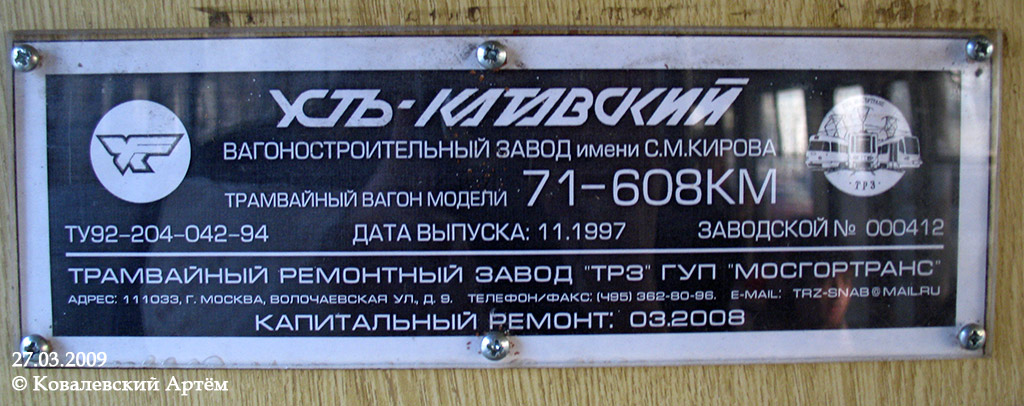 УСТЬ-КАТАВСКИЙ
ВАГОНОСТРОИТЕЛЬНЫЙ ЗАВОД имени С.М.КИРОВА
ТРАМВАЙНЫЙ ВАГОН МОДЕЛИ 71-608КМ
ТРЗ
ТУ92-204-042-94 ДАТА ВЫПУСКА: 11.1997 ЗАВОДСКОЙ № 000412
ТРАМВАЙНЫЙ РЕМОНТНЫЙ ЗАВОД "ТРЗ" ГУП "МОСГОРТРАНС"
АДРЕС: 111033, Г. МОСКВА, ВОЛОЧАЕВСКАЯ УЛ., Д. 9. ТЕЛЕФОН/ФАКС: (495) 362-80-96. E-MAIL: TRZ-SNAB@MAIL.RU
КАПИТАЛЬНЫЙ РЕМОНТ: 03.2008
27.03.2009
© Ковалевский Артём